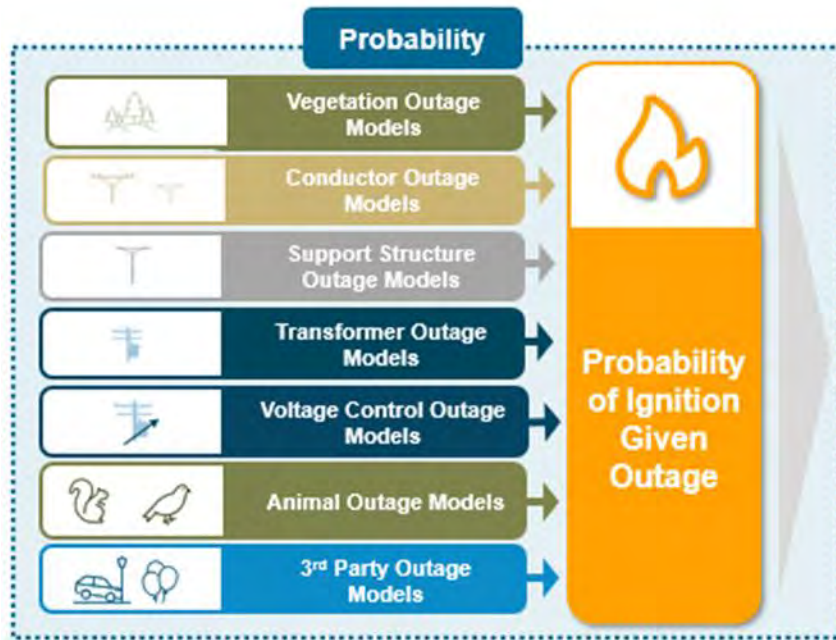 Probability
Vegetation Outage
Models
Conductor Outage
Models
Support Structure
Outage Models
Transformer Outage
Models
Voltage Control Outage
Models
Animal Outage Models
3rd Party Outage
Models
Probability
of Ignition
Given
Outage